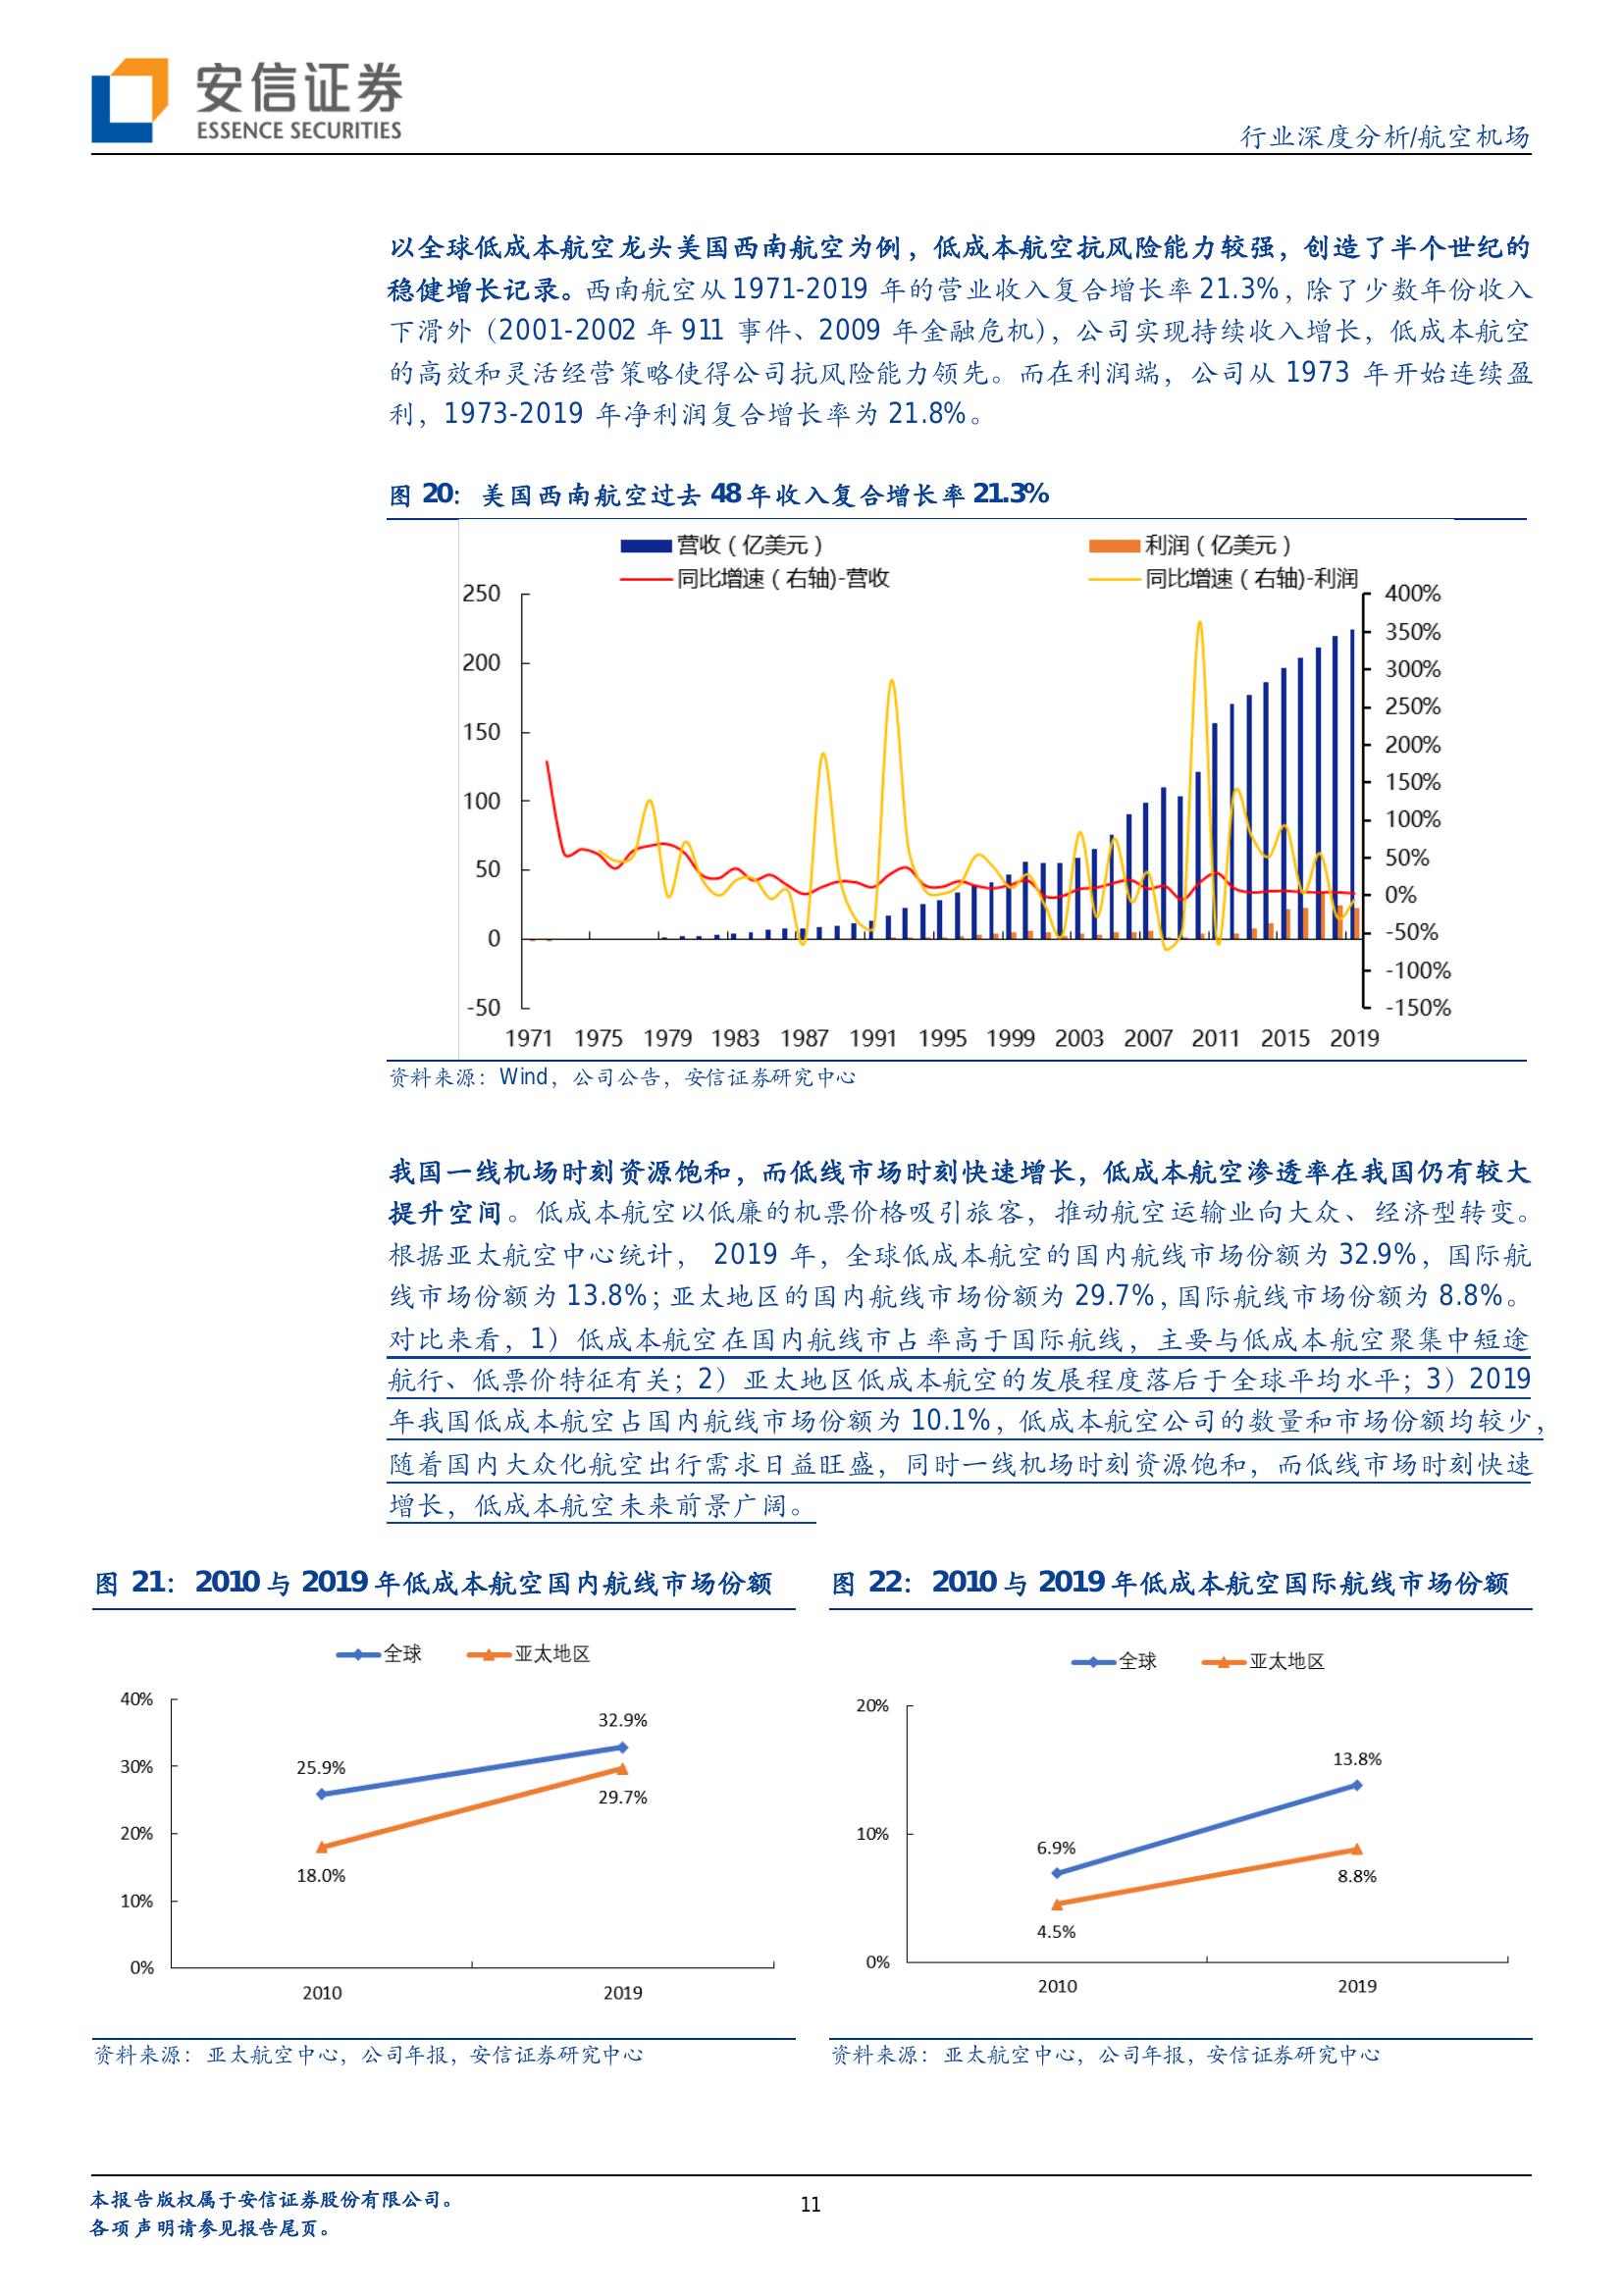 安信证券
ESSENCE SECURITIES
行业深度分析/航空机场
以全球低成本航空龙头美国西南航空为例，低成本航空抗风险能力较强，创造了半个世纪的
稳健增长记录。西南航空从 1971-2019 年的营业收入复合增长率 21.3%，除了少数年份收入
下滑外（2001-2002 年 911 事件、2009 年金融危机），公司实现持续收入增长，低成本航空
的高效和灵活经营策略使得公司抗风险能力领先。而在利润端，公司从 1973 年开始连续盈
利，1973-2019 年净利润复合增长率为 21.8%。
图 20：美国西南航空过去 48 年收入复合增长率 21.3%
营收（亿美元） 利润（亿美元）
同比增速（右轴)-营收 同比增速（右轴)-利润
250 400%
350%
200 300%
250%
150 200%
150%
100 100%
50%
50 0%
0 -50%
-100%
-50 -150%
1971 1975 1979 1983 1987 1991 1995 1999 2003 2007 2011 2015 2019
资料来源：Wind，公司公告，安信证券研究中心
我国一线机场时刻资源饱和，而低线市场时刻快速增长，低成本航空渗透率在我国仍有较大
提升空间。低成本航空以低廉的机票价格吸引旅客，推动航空运输业向大众、经济型转变。
根据亚太航空中心统计， 2019 年，全球低成本航空的国内航线市场份额为 32.9%，国际航
线市场份额为 13.8%；亚太地区的国内航线市场份额为 29.7%，国际航线市场份额为 8.8%。
对比来看，1）低成本航空在国内航线市占率高于国际航线，主要与低成本航空聚集中短途
航行、低票价特征有关；2）亚太地区低成本航空的发展程度落后于全球平均水平；3）2019
年我国低成本航空占国内航线市场份额为 10.1%，低成本航空公司的数量和市场份额均较少，
随着国内大众化航空出行需求日益旺盛，同时一线机场时刻资源饱和，而低线市场时刻快速
增长，低成本航空未来前景广阔。
图 21：2010 与 2019 年低成本航空国内航线市场份额
全球 亚太地区
40%
32.9%
30%
25.9%
29.7%
20%
18.0%
10%
0%
2010 2019
资料来源：亚太航空中心，公司年报，安信证券研究中心
图 22：2010 与 2019 年低成本航空国际航线市场份额
全球 亚太地区
20%
13.8%
10%
6.9%
8.8%
4.5%
0%
2010 2019
资料来源：亚太航空中心，公司年报，安信证券研究中心
本报告版权属于安信证券股份有限公司。
各项声明请参见报告尾页。
11